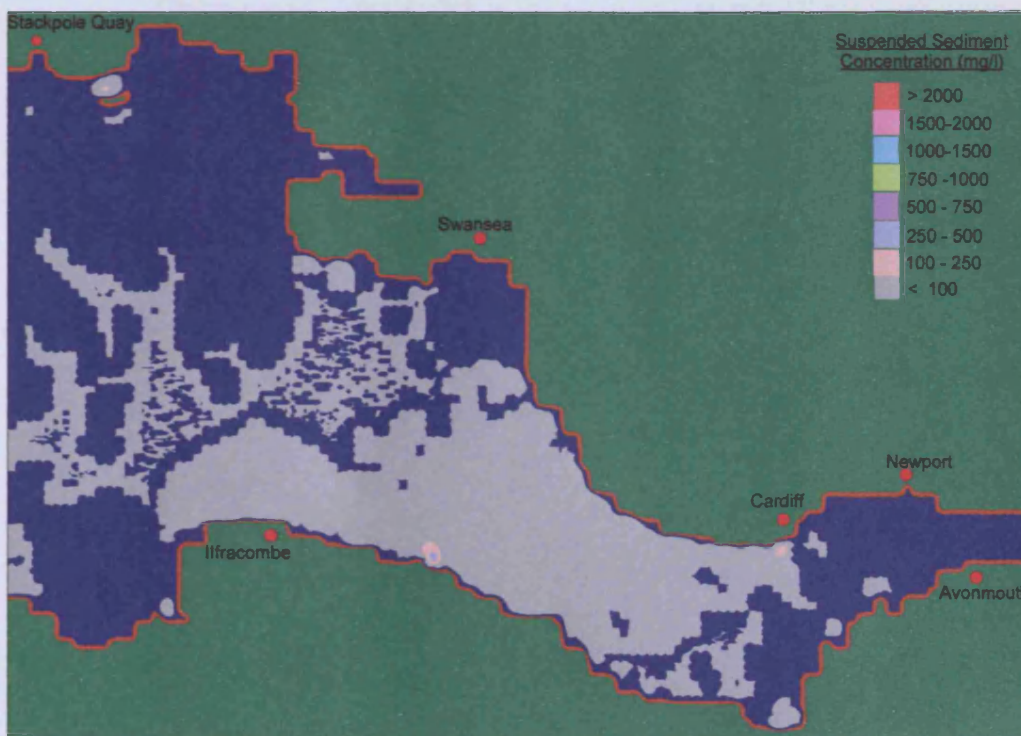 Stackpole Quay
Suspended Sediment
Concentration (mg/l)
> 2000
1500-2000
1000-1500
750 -1000
500 - 750
250 - 500
100 - 250
< 100
Swansea
Newport
Cardiff
Ilfracombe
Avonmout